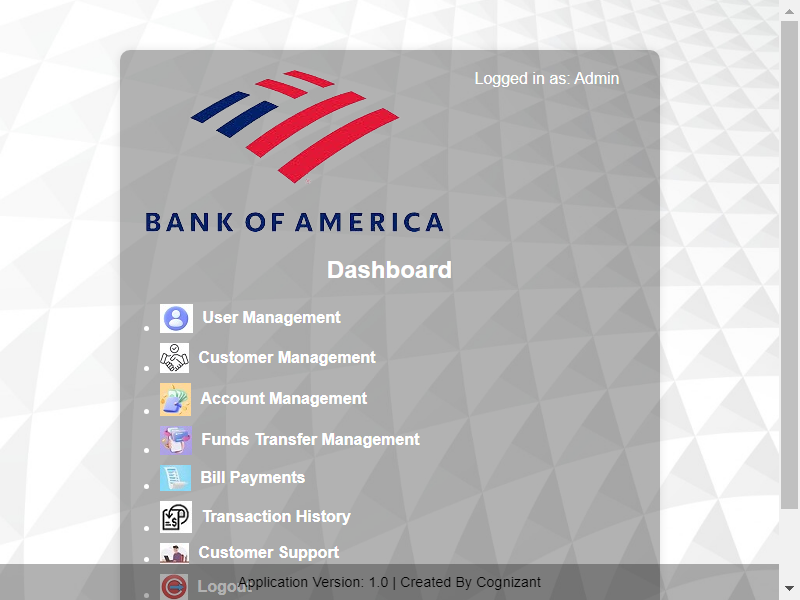 Logged in as: Admin
BANK OF AMERICA
Dashboard
User Management
Customer Management
Account Management
Funds Transfer Management
Bill Payments
Transaction History
Customer Support
Logout
Application Version: 1.0 | Created By Cognizant